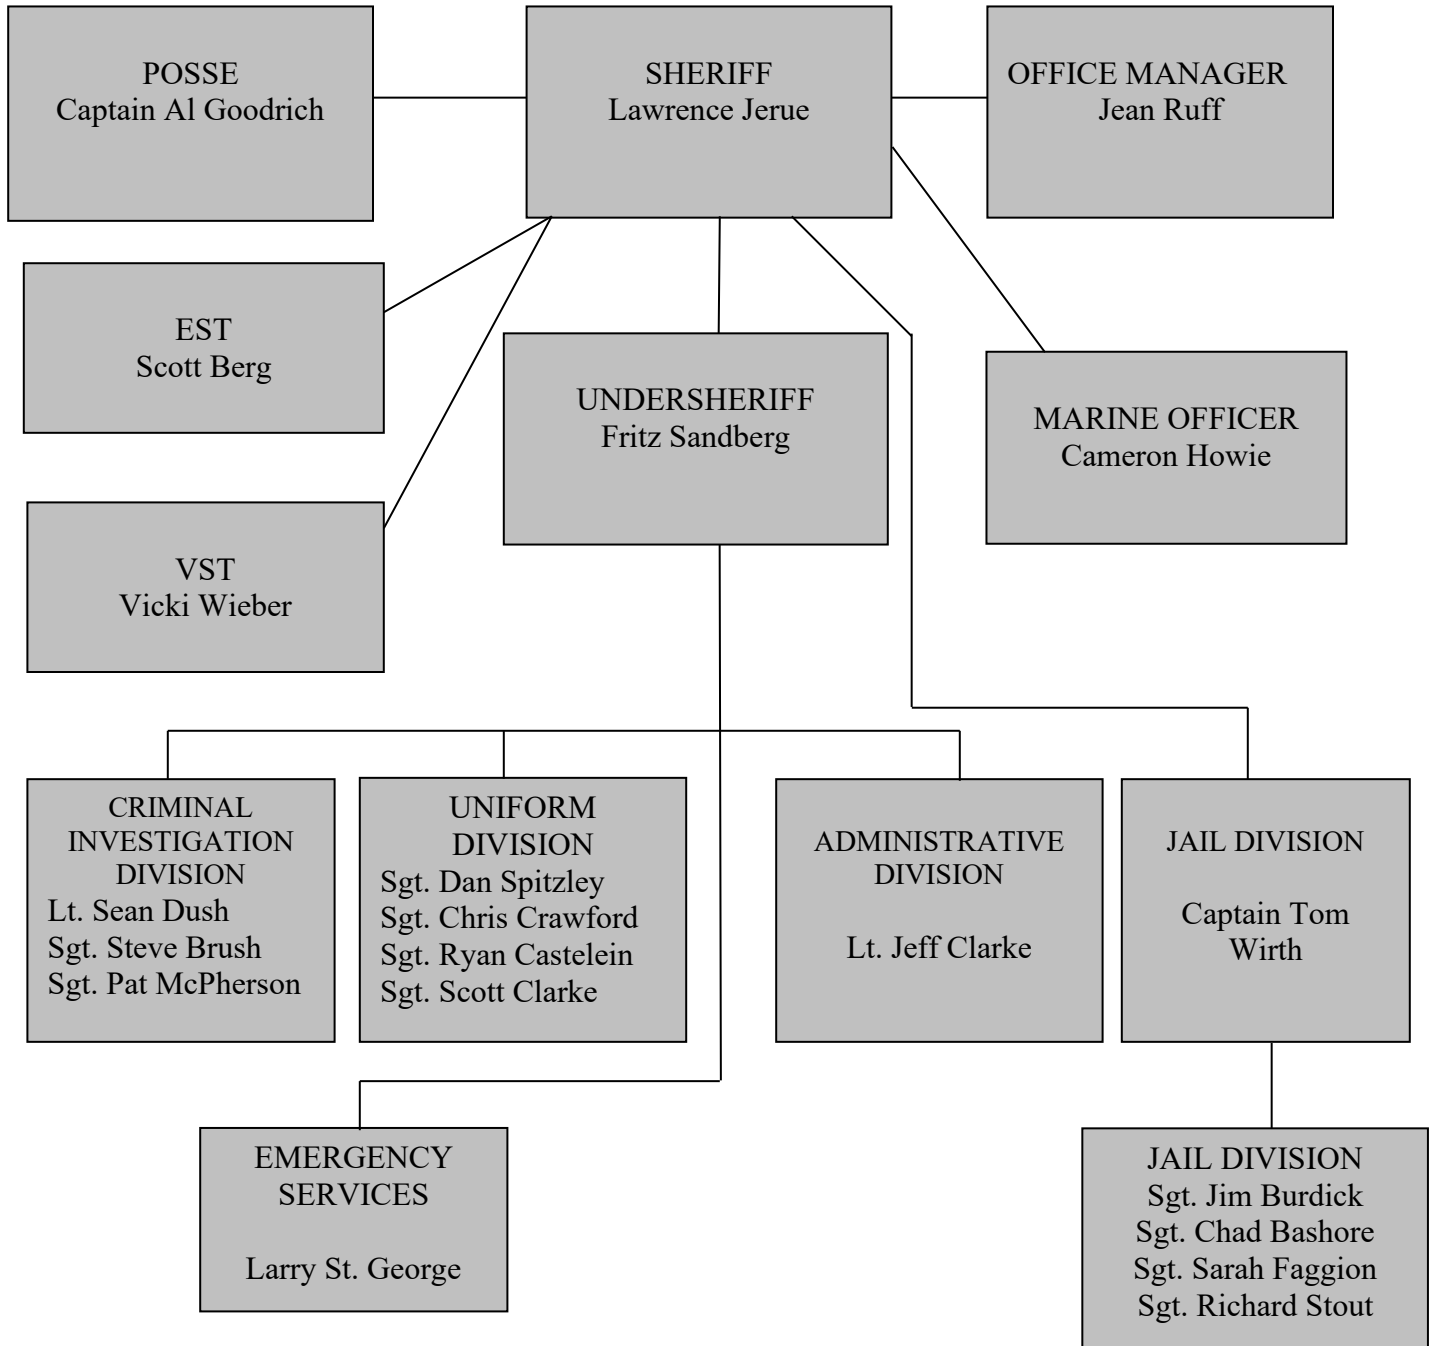 POSSE
Captain Al Goodrich
SHERIFF
Lawrence Jerue
OFFICE MANAGER
Jean Ruff
EST
Scott Berg
UNDERSHERIFF
Fritz Sandberg
MARINE OFFICER
Cameron Howie
VST
Vicki Wieber
CRIMINAL
INVESTIGATION
DIVISION
Lt. Sean Dush
Sgt. Steve Brush
Sgt. Pat McPherson
UNIFORM
DIVISION
Sgt. Dan Spitzley
Sgt. Chris Crawford
Sgt. Ryan Castelein
Sgt. Scott Clarke
ADMINISTRATIVE
DIVISION
Lt. Jeff Clarke
JAIL DIVISION
Captain Tom
Wirth
EMERGENCY
SERVICES
Larry St. George
JAIL DIVISION
Sgt. Jim Burdick
Sgt. Chad Bashore
Sgt. Sarah Faggion
Sgt. Richard Stout